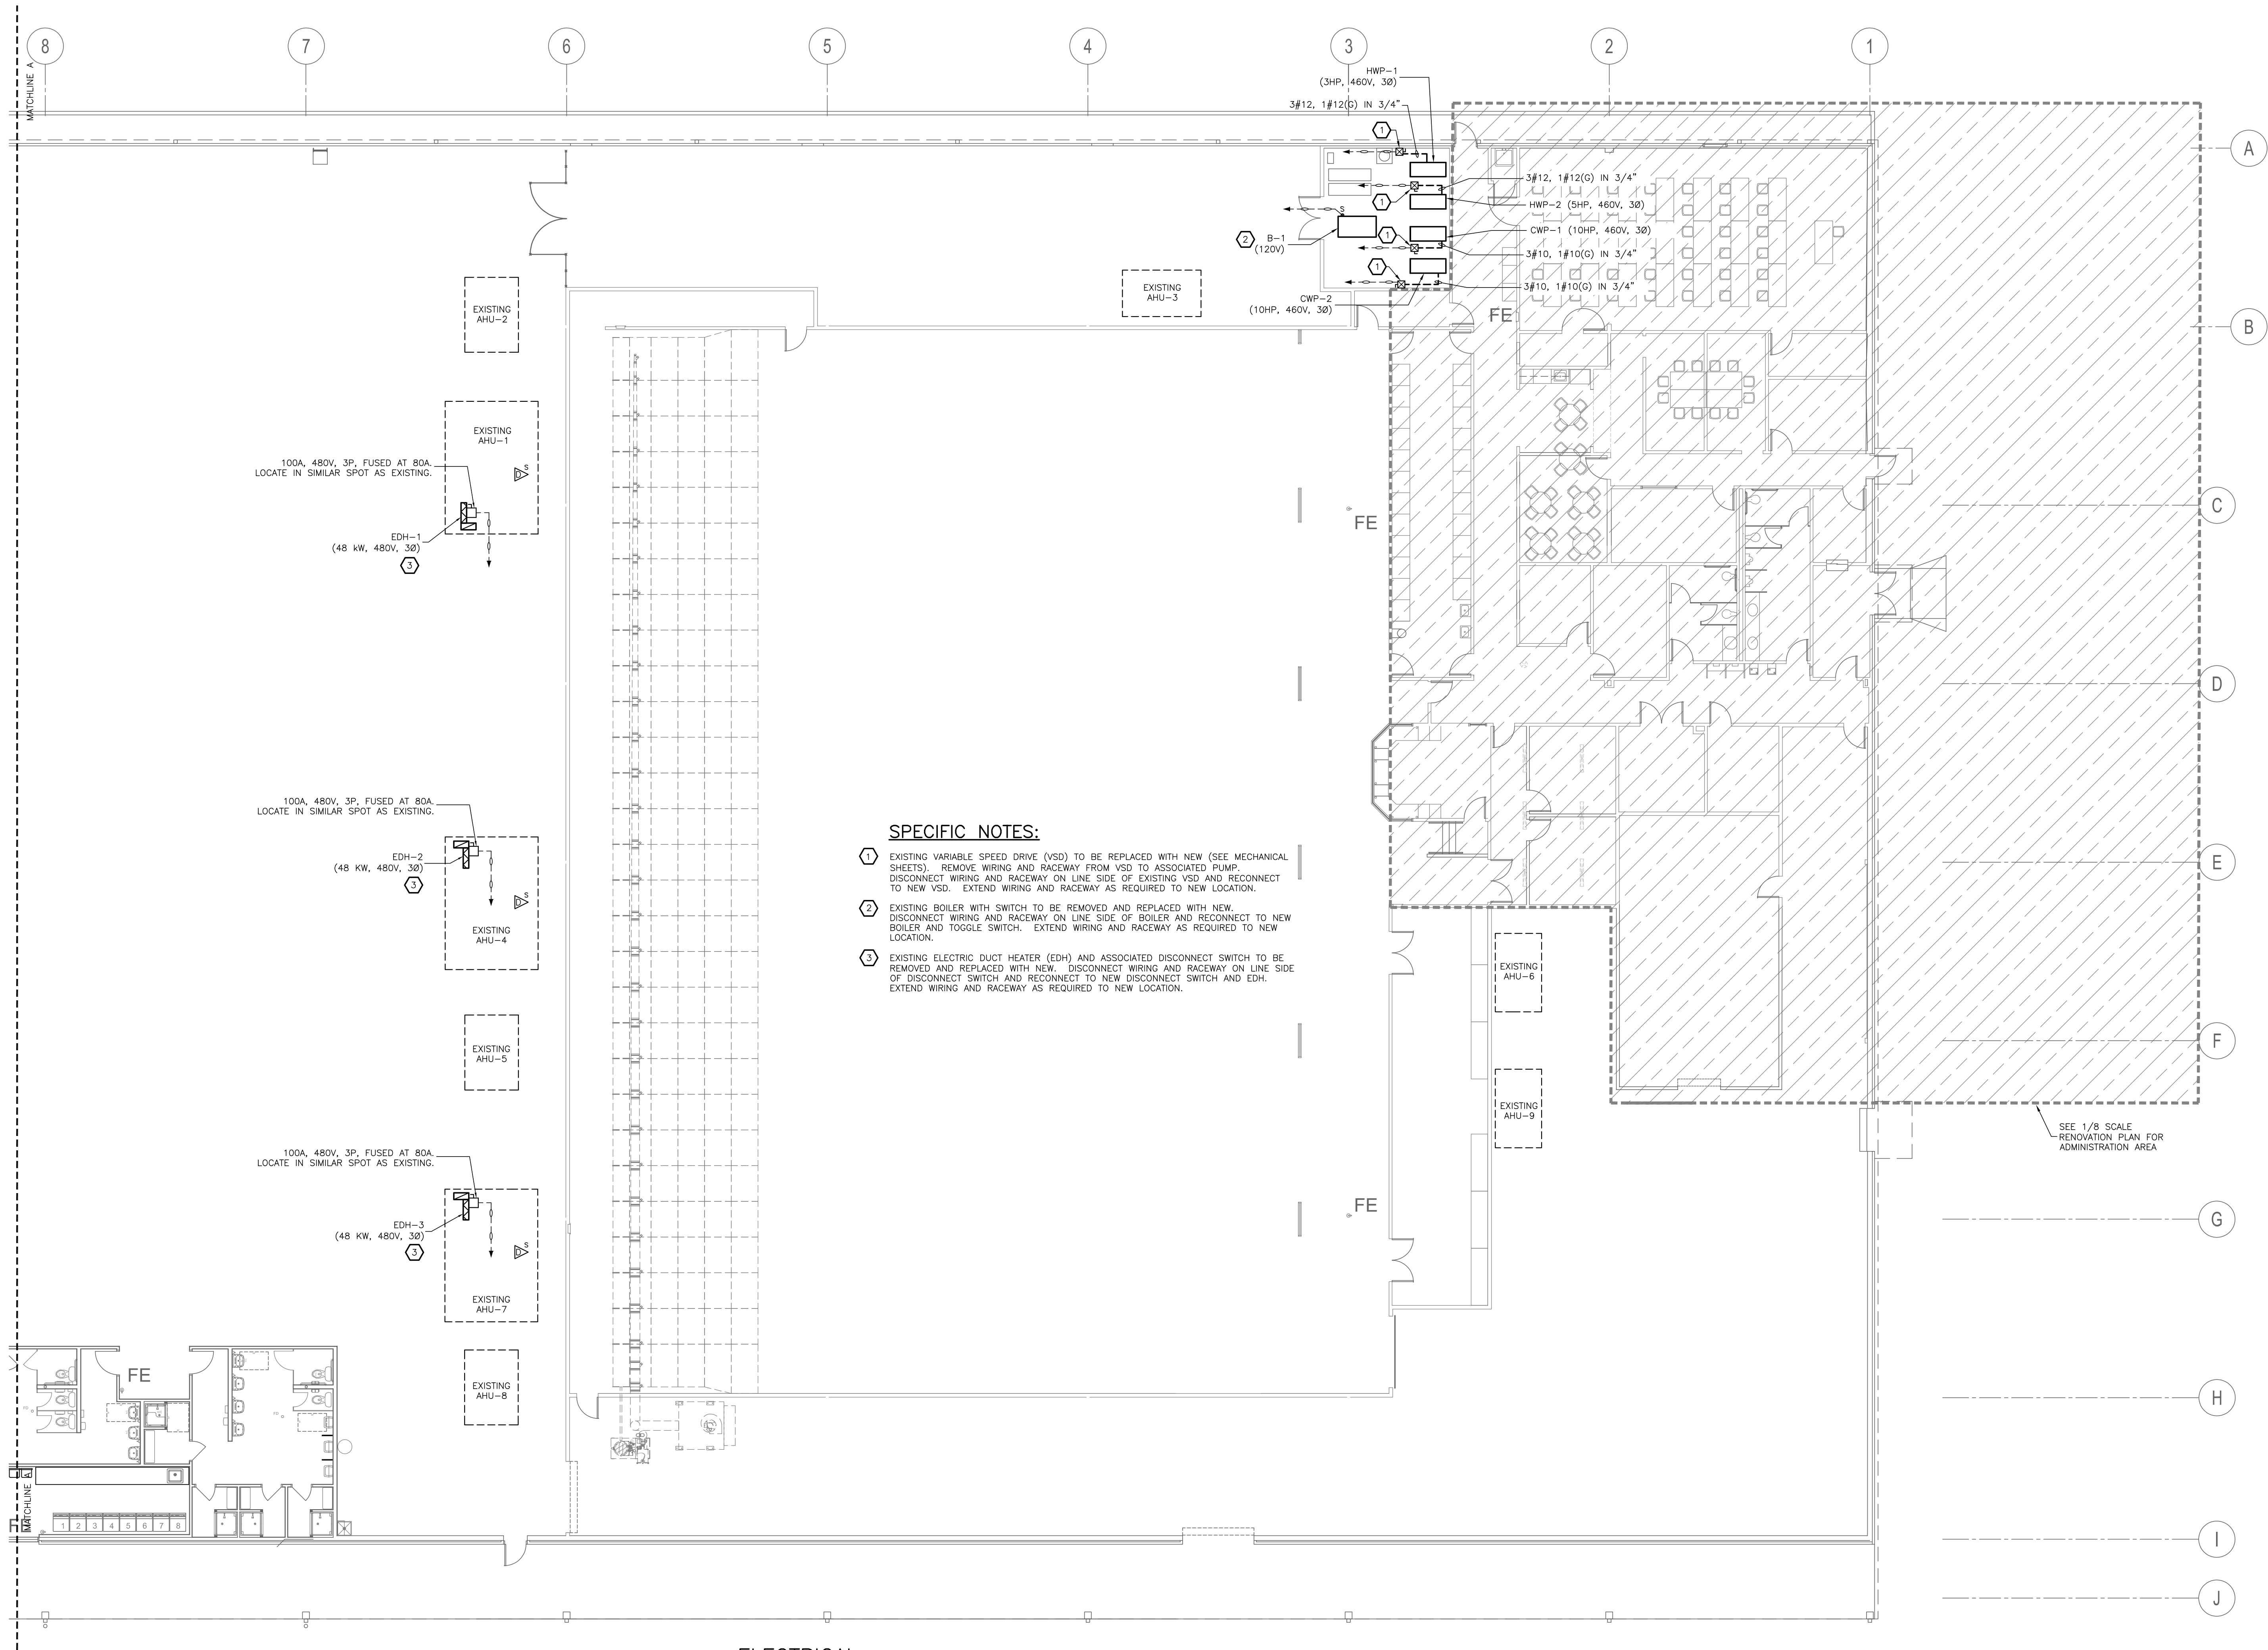 8
7
6
5
4
3
2
1
MATCHLINE A
HWP-1
(3HP, 460V, 3Ø)
3#12, 1#12(G) IN 3/4"
1
A
3#12, 1#12(G) IN 3/4"
1
HWP-2 (5HP, 460V, 3Ø)
S
CWP-1 (10HP, 460V, 3Ø)
2
B-1
(120V)
1
3#10, 1#10(G) IN 3/4"
1
3#10, 1#10(G) IN 3/4"
EXISTING
AHU-3
CWP-2
(10HP, 460V, 3Ø)
EXISTING
AHU-2
FE
B
EXISTING
AHU-1
100A, 480V, 3P, FUSED AT 80A.
LOCATE IN SIMILAR SPOT AS EXISTING.
D
S
C
FE
EDH-1
(48 kW, 480V, 3Ø)
3
D
100A, 480V, 3P, FUSED AT 80A.
LOCATE IN SIMILAR SPOT AS EXISTING.
EDH-2
(48 KW, 480V, 3Ø)
3
D
S
EXISTING
AHU-4
SPECIFIC NOTES:
1 EXISTING VARIABLE SPEED DRIVE (VSD) TO BE REPLACED WITH NEW (SEE MECHANICAL
SHEETS). REMOVE WIRING AND RACEWAY FROM VSD TO ASSOCIATED PUMP.
DISCONNECT WIRING AND RACEWAY ON LINE SIDE OF EXISTING VSD AND RECONNECT
TO NEW VSD. EXTEND WIRING AND RACEWAY AS REQUIRED TO NEW LOCATION.
2 EXISTING BOILER WITH SWITCH TO BE REMOVED AND REPLACED WITH NEW.
DISCONNECT WIRING AND RACEWAY ON LINE SIDE OF BOILER AND RECONNECT TO NEW
BOILER AND TOGGLE SWITCH. EXTEND WIRING AND RACEWAY AS REQUIRED TO NEW
LOCATION.
3 EXISTING ELECTRIC DUCT HEATER (EDH) AND ASSOCIATED DISCONNECT SWITCH TO BE
REMOVED AND REPLACED WITH NEW. DISCONNECT WIRING AND RACEWAY ON LINE SIDE
OF DISCONNECT SWITCH AND RECONNECT TO NEW DISCONNECT SWITCH AND EDH.
EXTEND WIRING AND RACEWAY AS REQUIRED TO NEW LOCATION.
E
EXISTING
AHU-6
EXISTING
AHU-5
F
EXISTING
AHU-9
SEE 1/8 SCALE
RENOVATION PLAN FOR
ADMINISTRATION AREA
100A, 480V, 3P, FUSED AT 80A.
LOCATE IN SIMILAR SPOT AS EXISTING.
EDH-3
(48 KW, 480V, 3Ø)
3
D
S
FE
G
EXISTING
AHU-7
FE
EXISTING
AHU-8
H
FD
FD
MATCHLINE A
FE
1 2 3 4 5 6 7 8
I
J
ELECTRICAL